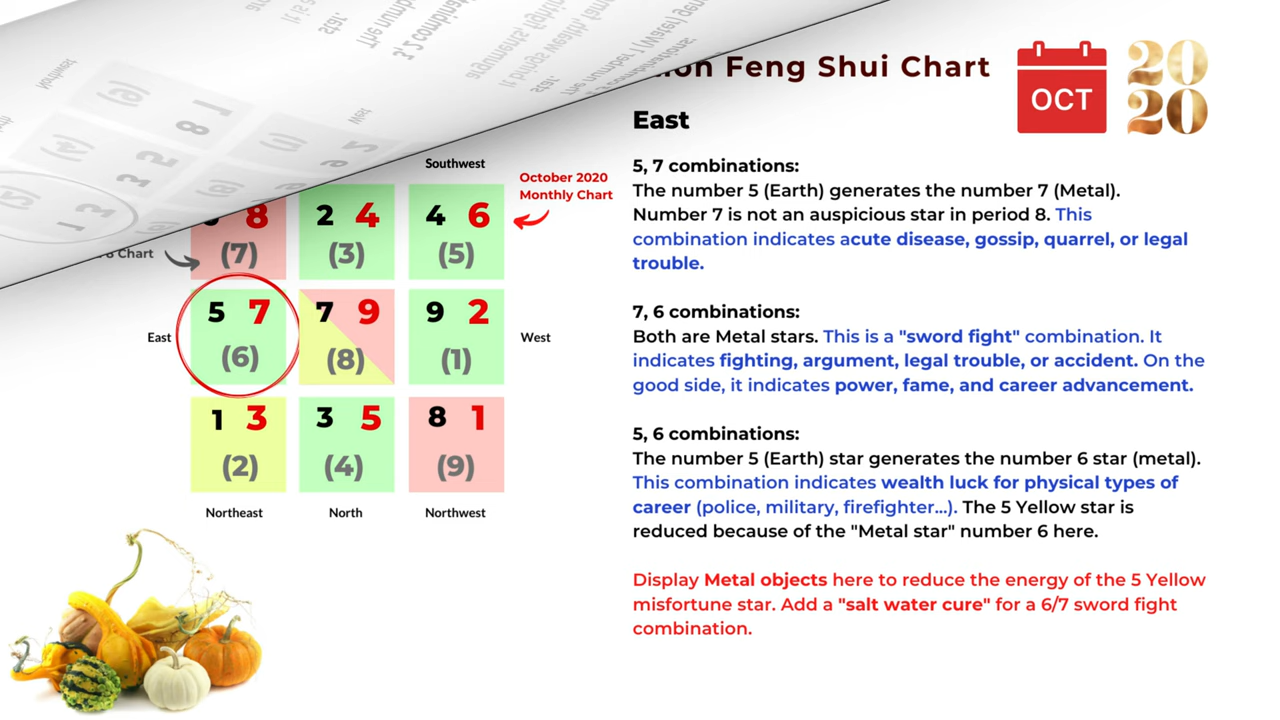 Feng Shui Chart
OCT
20
20
Southwest
October 2020
Monthly Chart
8
(7)
2 4
(3)
4 6
(5)
Chart
East
5 7
(6)
7 9
(8)
9 2
(1)
West
1 3
(2)
3 5
(4)
8 1
(9)
Northeast
North
Northwest
East
5, 7 combinations:
The number 5 (Earth) generates the number 7 (Metal).
Number 7 is not an auspicious star in period 8. This
combination indicates acute disease, gossip, quarrel, or legal
trouble.
7, 6 combinations:
Both are Metal stars. This is a "sword fight" combination. It
indicates fighting, argument, legal trouble, or accident. On the
good side, it indicates power, fame, and career advancement.
5, 6 combinations:
The number 5 (Earth) star generates the number 6 star (metal).
This combination indicates wealth luck for physical types of
career (police, military, firefighter...). The 5 Yellow star is
reduced because of the "Metal star" number 6 here.
Display Metal objects here to reduce the energy of the 5 Yellow
misfortune star. Add a "salt water cure" for a 6/7 sword fight
combination.